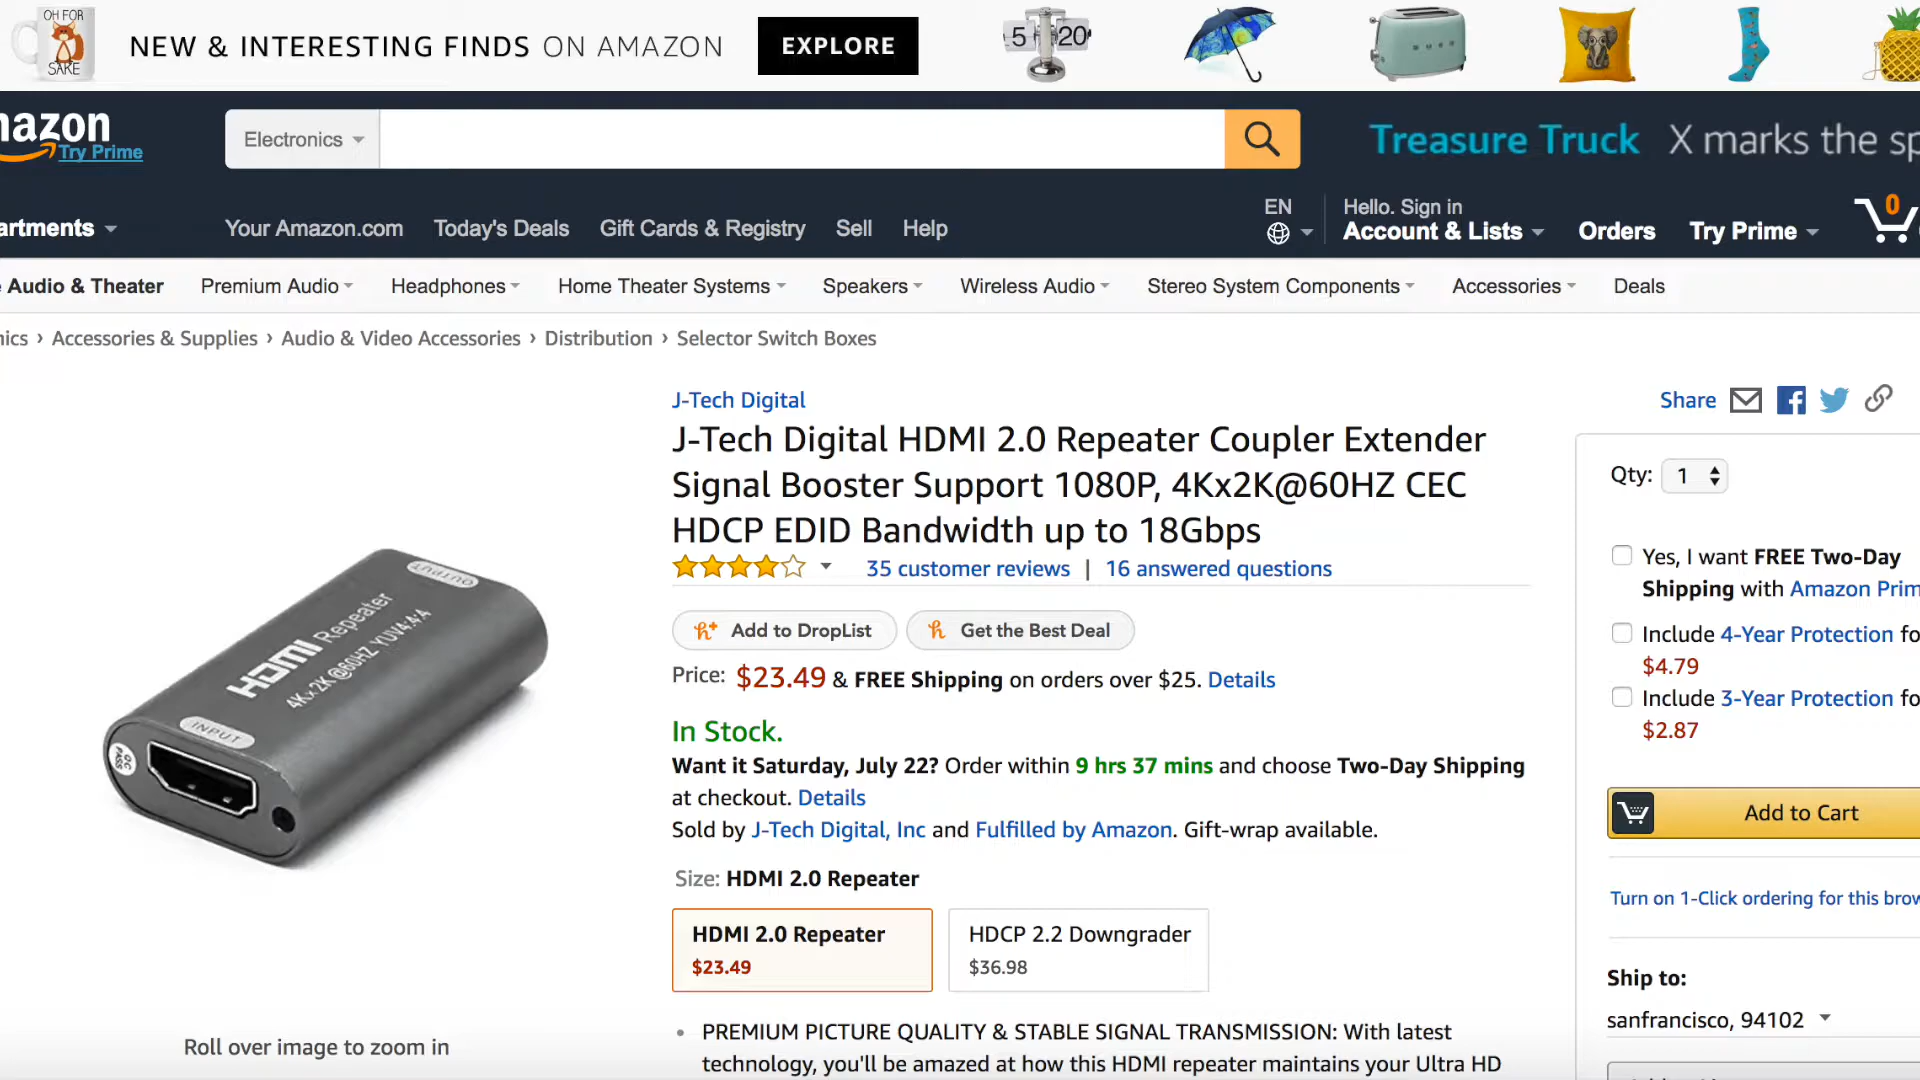 OH FOR
SAKE
NEW & INTERESTING FINDS ON AMAZON
EXPLORE
5 20
mazon
Try Prime
Electronics
Treasure Truck X marks the sp
artments
Your Amazon.com Today's Deals Gift Cards & Registry Sell Help
EN
Hello. Sign in
Account & Lists Orders Try Prime 0
Audio & Theater Premium Audio Headphones Home Theater Systems Speakers Wireless Audio Stereo System Components Accessories Deals
nics › Accessories & Supplies › Audio & Video Accessories › Distribution › Selector Switch Boxes
J-Tech Digital
Share
J-Tech Digital HDMI 2.0 Repeater Coupler Extender
Signal Booster Support 1080P, 4Kx2K@60HZ CEC
HDCP EDID Bandwidth up to 18Gbps
35 customer reviews | 16 answered questions
Add to DropList Get the Best Deal
Price: $23.49 & FREE Shipping on orders over $25. Details
In Stock.
Want it Saturday, July 22? Order within 9 hrs 37 mins and choose Two-Day Shipping
at checkout. Details
Sold by J-Tech Digital, Inc and Fulfilled by Amazon. Gift-wrap available.
Size: HDMI 2.0 Repeater
HDMI 2.0 Repeater
$23.49
HDCP 2.2 Downgrader
$36.98
• PREMIUM PICTURE QUALITY & STABLE SIGNAL TRANSMISSION: With latest
technology, you'll be amazed at how this HDMI repeater maintains your Ultra HD
OUTPUT
HDMI Repeater
4Kx2K @60HZ YUV4:4:4
INPUT
QC
PASS
Roll over image to zoom in
Qty: 1
Yes, I want FREE Two-Day
Shipping with Amazon Prim
Include 4-Year Protection fo
$4.79
Include 3-Year Protection fo
$2.87
Add to Cart
Turn on 1-Click ordering for this brow
Ship to:
sanfrancisco, 94102